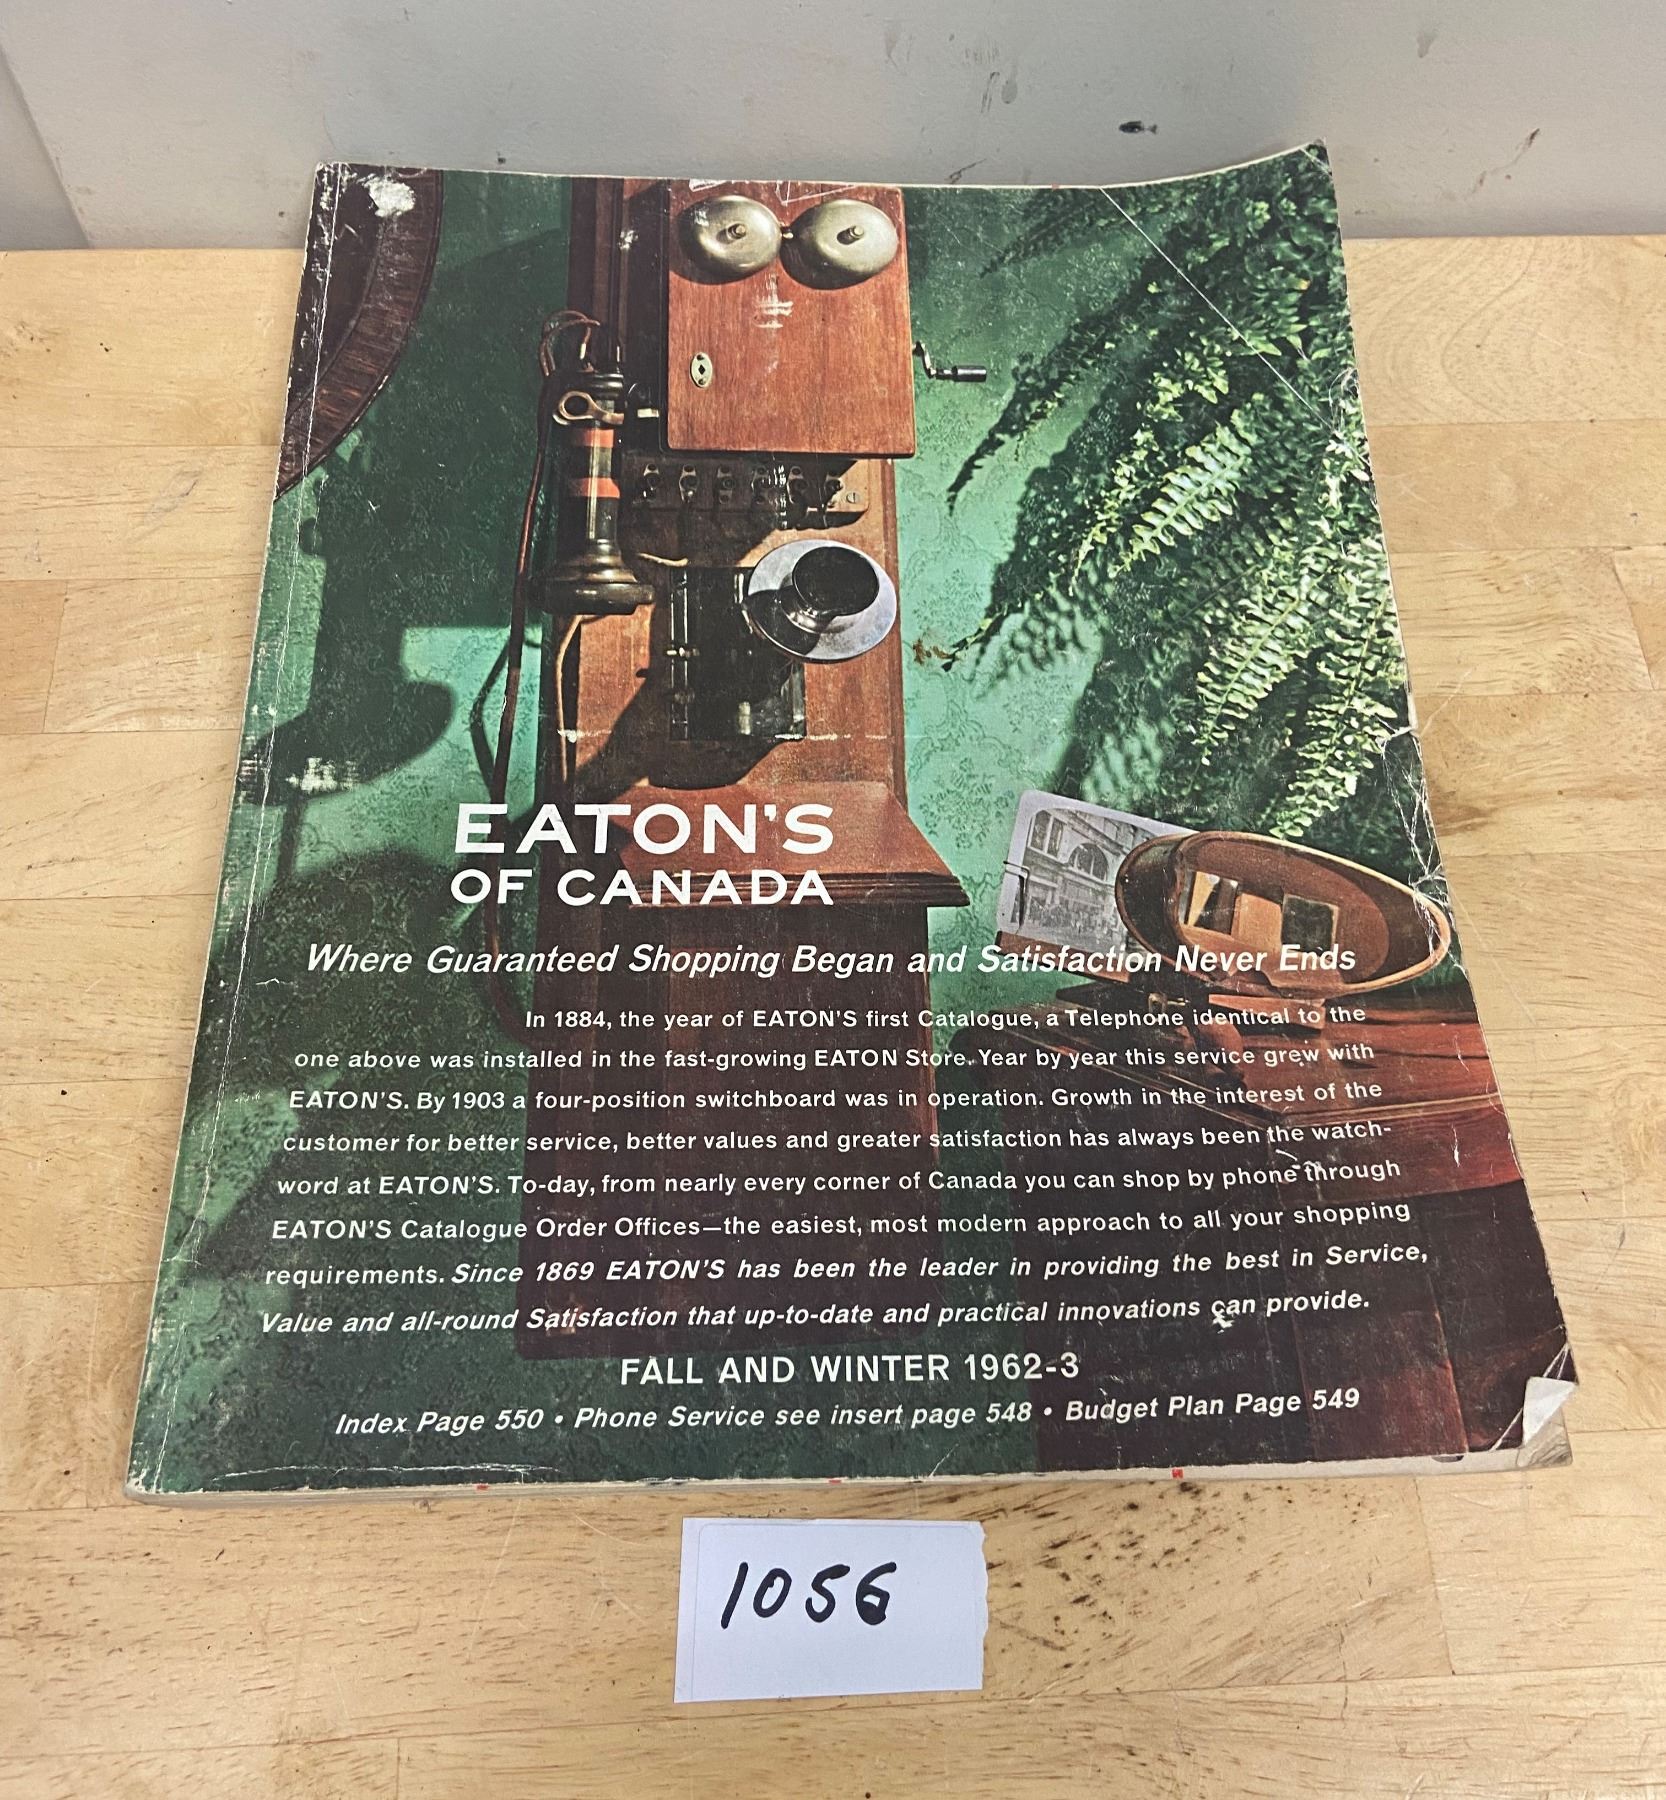 EATON'S
OF CANADA
Where Guaranteed Shopping Began and Satisfaction Never Ends
In 1884, the year of EATON'S first Catalogue, a Telephone identical to the
one above was installed in the fast-growing EATON Store. Year by year this service grew with
EATON'S. By 1903 a four-position switchboard was in operation. Growth in the interest of the
customer for better service, better values and greater satisfaction has always been the watch-
word at EATON'S. To-day, from nearly every corner of Canada you can shop by phone through
EATON'S Catalogue Order Offices—the easiest, most modern approach to all your shopping
requirements. Since 1869 EATON'S has been the leader in providing the best in Service,
Value and all-round Satisfaction that up-to-date and practical innovations can provide.
FALL AND WINTER 1962-3
Index Page 550 • Phone Service see insert page 548 • Budget Plan Page 549
1056